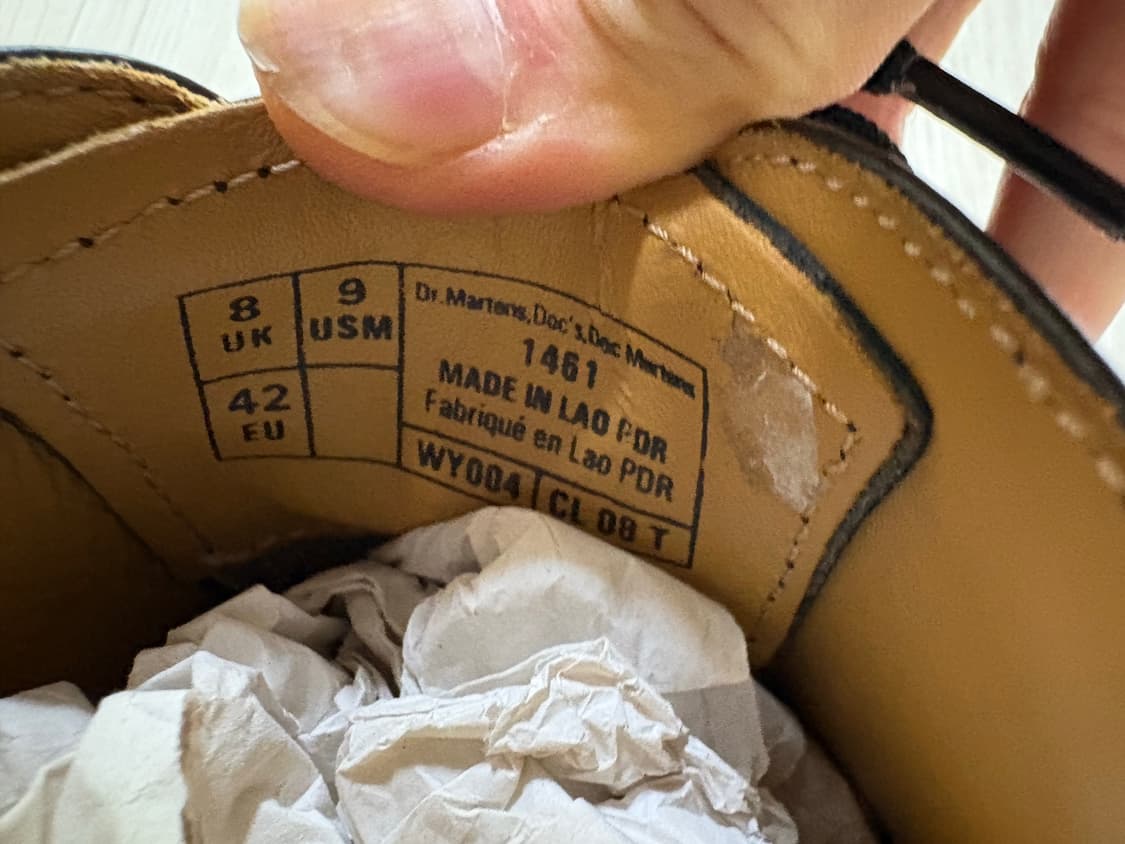 8
UK
9
USM
42
EU
Dr.Martens,Doc's,Doc Martens
1461
MADE IN LAO PDR
Fabriqué en Lao PDR
WY004
CL 08 T